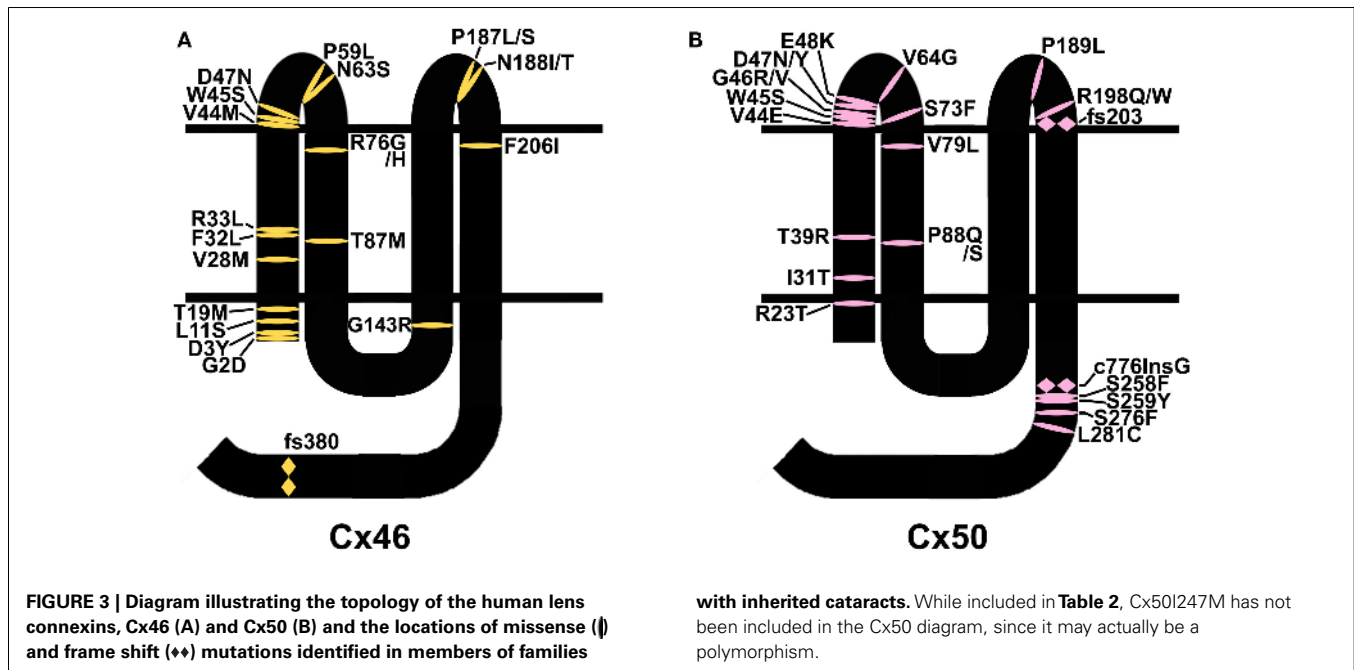 A
P59L
N63S
D47N
W45S
V44M
P187L/S
N188I/T
R76G
/H
F206I
R33L
F32L
V28M
T87M
T19M
L11S
D3Y
G2D
G143R
fs380
Cx46
B
E48K
D47N/Y
G46R/V
W45S
V44E
V64G
S73F
P189L
R198Q/W
fs203
V79L
T39R
P88Q
/S
I31T
R23T
c776InsG
S258F
S259Y
S276F
L281C
Cx50
FIGURE 3 | Diagram illustrating the topology of the human lens
connexins, Cx46 (A) and Cx50 (B) and the locations of missense (⧫)
and frame shift (♦♦) mutations identified in members of families
with inherited cataracts. While included in Table 2, Cx50I247M has not
been included in the Cx50 diagram, since it may actually be a
polymorphism.